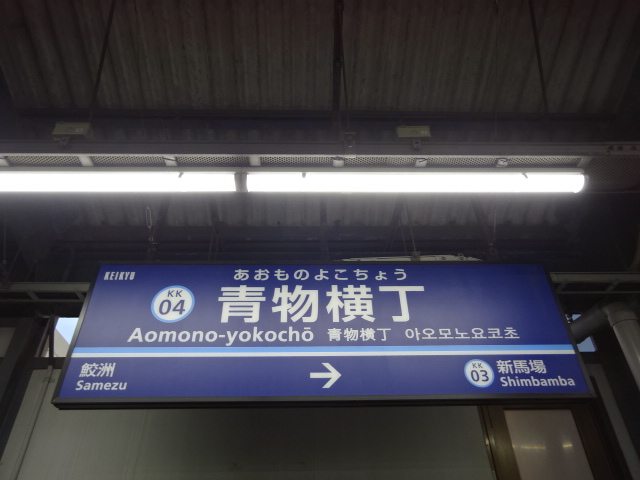 KEIKYU
あおものよこちょう
KK
04
青物横丁
Aomono-yokochō 青物横丁 아오모노요코초
鮫洲
Samezu
→
KK
03
新馬場
Shimbamba